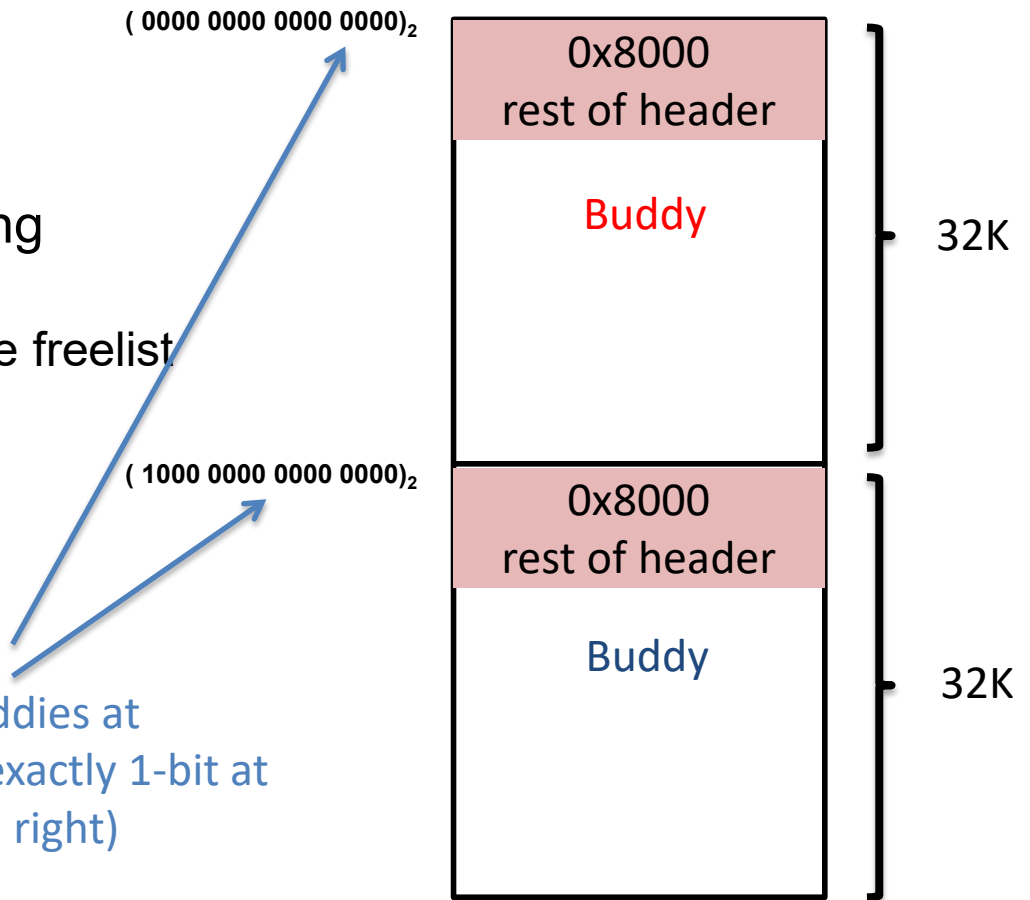 ( 0000 0000 0000 0000)₂
0x8000
rest of header
Buddy
32K
ng
e freelist
( 1000 0000 0000 0000)₂
0x8000
rest of header
Buddy
32K
ddies at
exactly 1-bit at
right)